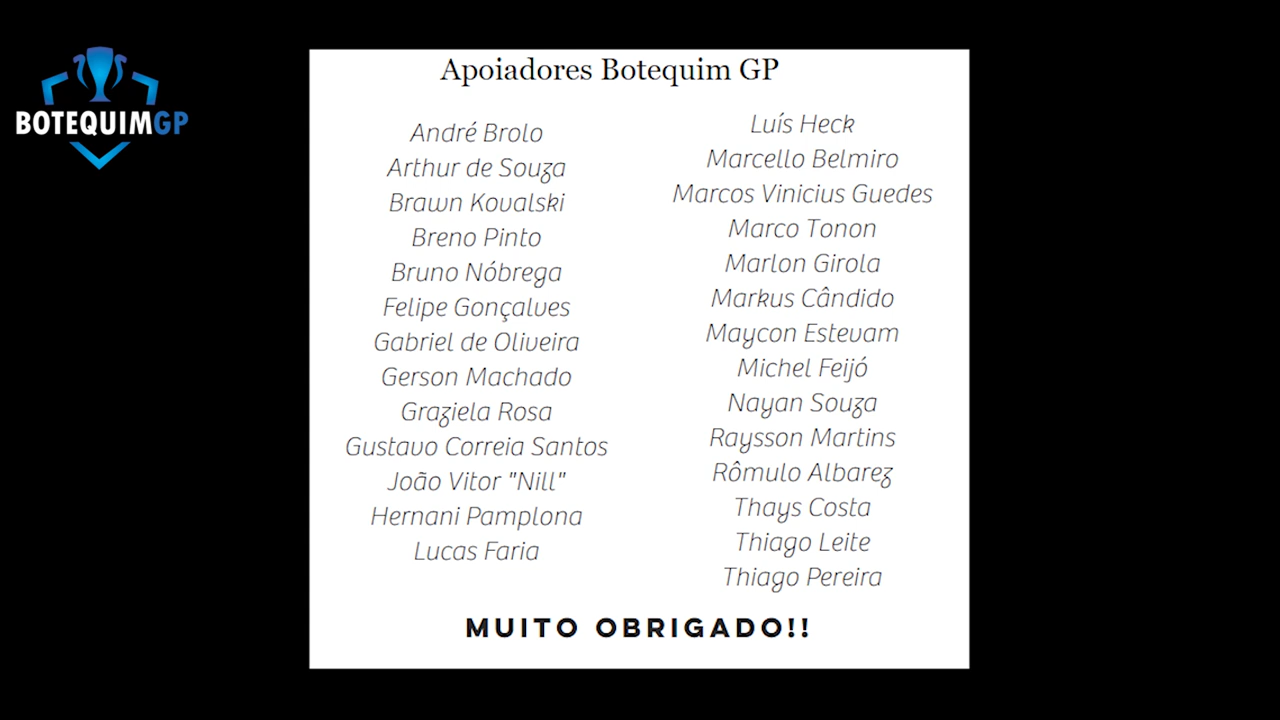 BOTEQUIMGP
Apoiadores Botequim GP
André Brolo
Arthur de Souza
Brawn Kovalski
Breno Pinto
Bruno Nóbrega
Felipe Gonçalves
Gabriel de Oliveira
Gerson Machado
Graziela Rosa
Gustavo Correia Santos
João Vitor "Nill"
Hernani Pamplona
Lucas Faria
Luís Heck
Marcello Belmiro
Marcos Vinicius Guedes
Marco Tonon
Marlon Girola
Markus Cândido
Maycon Estevam
Michel Feijó
Nayan Souza
Raysson Martins
Rômulo Albarez
Thays Costa
Thiago Leite
Thiago Pereira
MUITO OBRIGADO!!